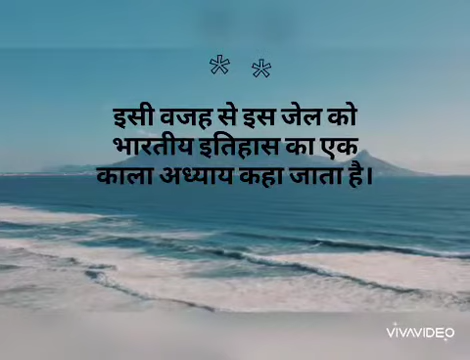 * *
इसी वजह से इस जेल को
भारतीय इतिहास का एक
काला अध्याय कहा जाता है।
VIVAVIDEO